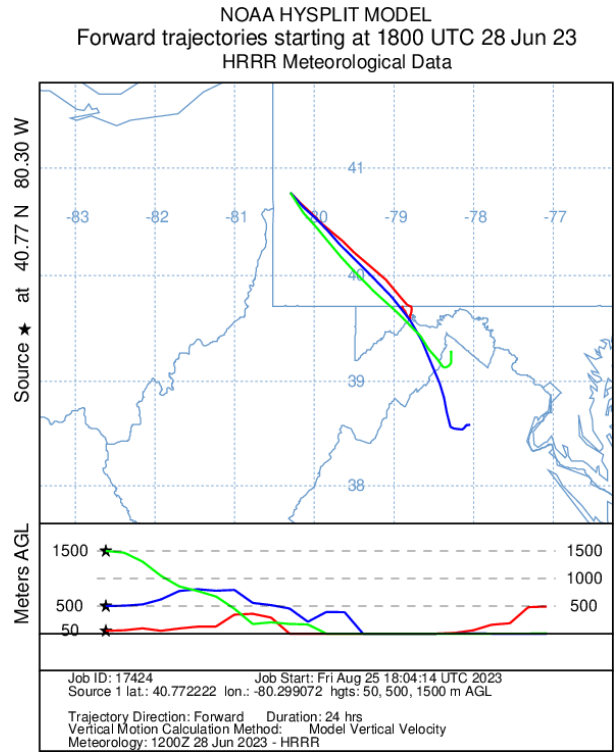 NOAA HYSPLIT MODEL
Forward trajectories starting at 1800 UTC 28 Jun 23
HRRR Meteorological Data
Source ★ at 40.77 N 80.30 W
41
-83 -82 -81 -80 -79 -78 -77
40
39
38
Meters AGL
1500 1500
1000
500 500
50
Job ID: 17424 Job Start: Fri Aug 25 18:04:14 UTC 2023
Source 1 lat.: 40.772222 lon.: -80.299072 hgts: 50, 500, 1500 m AGL
Trajectory Direction: Forward Duration: 24 hrs
Vertical Motion Calculation Method: Model Vertical Velocity
Meteorology: 1200Z 28 Jun 2023 - HRRR